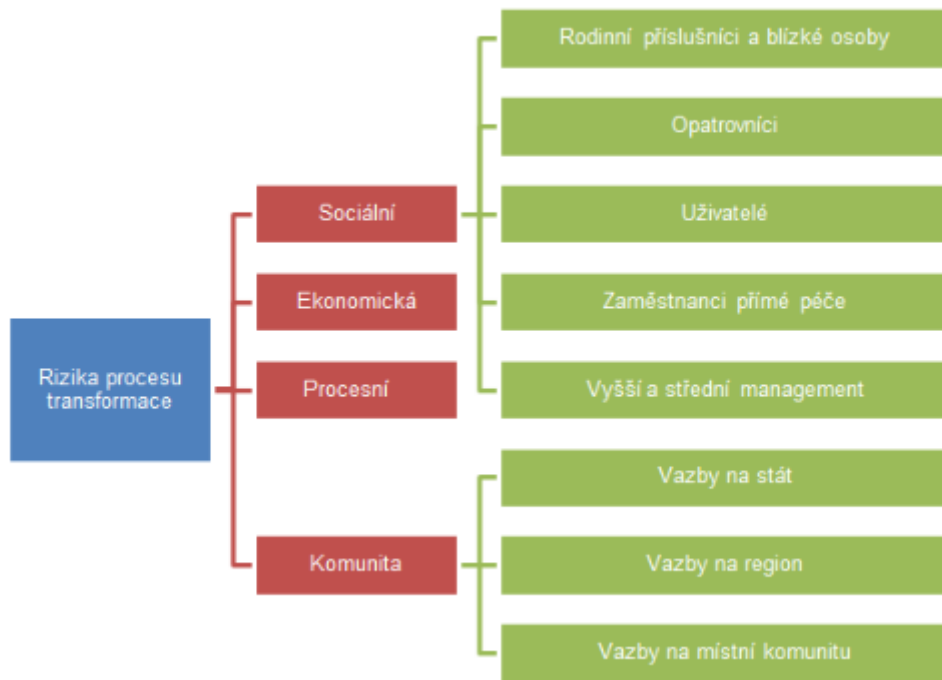 Rizika procesu
transformace
Sociální
Rodinní příslušníci a blízké osoby
Opatrovníci
Uživatelé
Zaměstnanci přímé péče
Vyšší a střední management
Ekonomická
Procesní
Komunita
Vazby na stát
Vazby na region
Vazby na místní komunitu